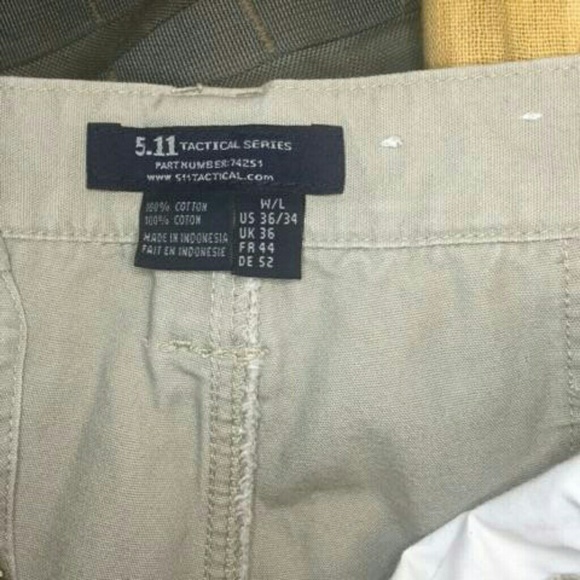 5.11 TACTICAL SERIES
PART NUMBER:74251
WWW.511TACTICAL.COM
100% COTTON
100% COTON
MADE IN INDONESIA
FAIT EN INDONESIE
W/L
US 36/34
UK 36
FR 44
DE 52